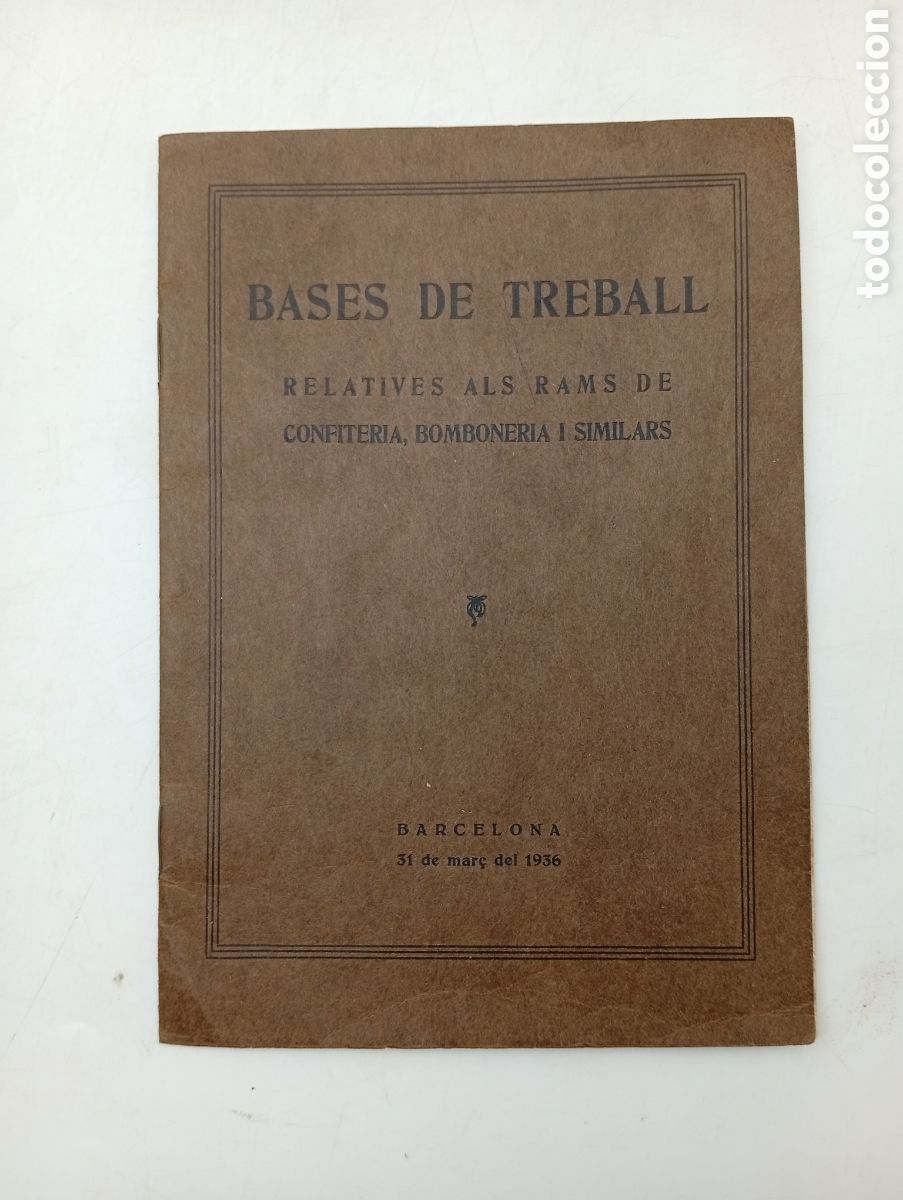 BASES DE TREBALL
RELATIVES ALS RAMS DE
CONFITERIA, BOMBONERIA I SIMILARS
BARCELONA
31 de març del 1936
todocoleccion